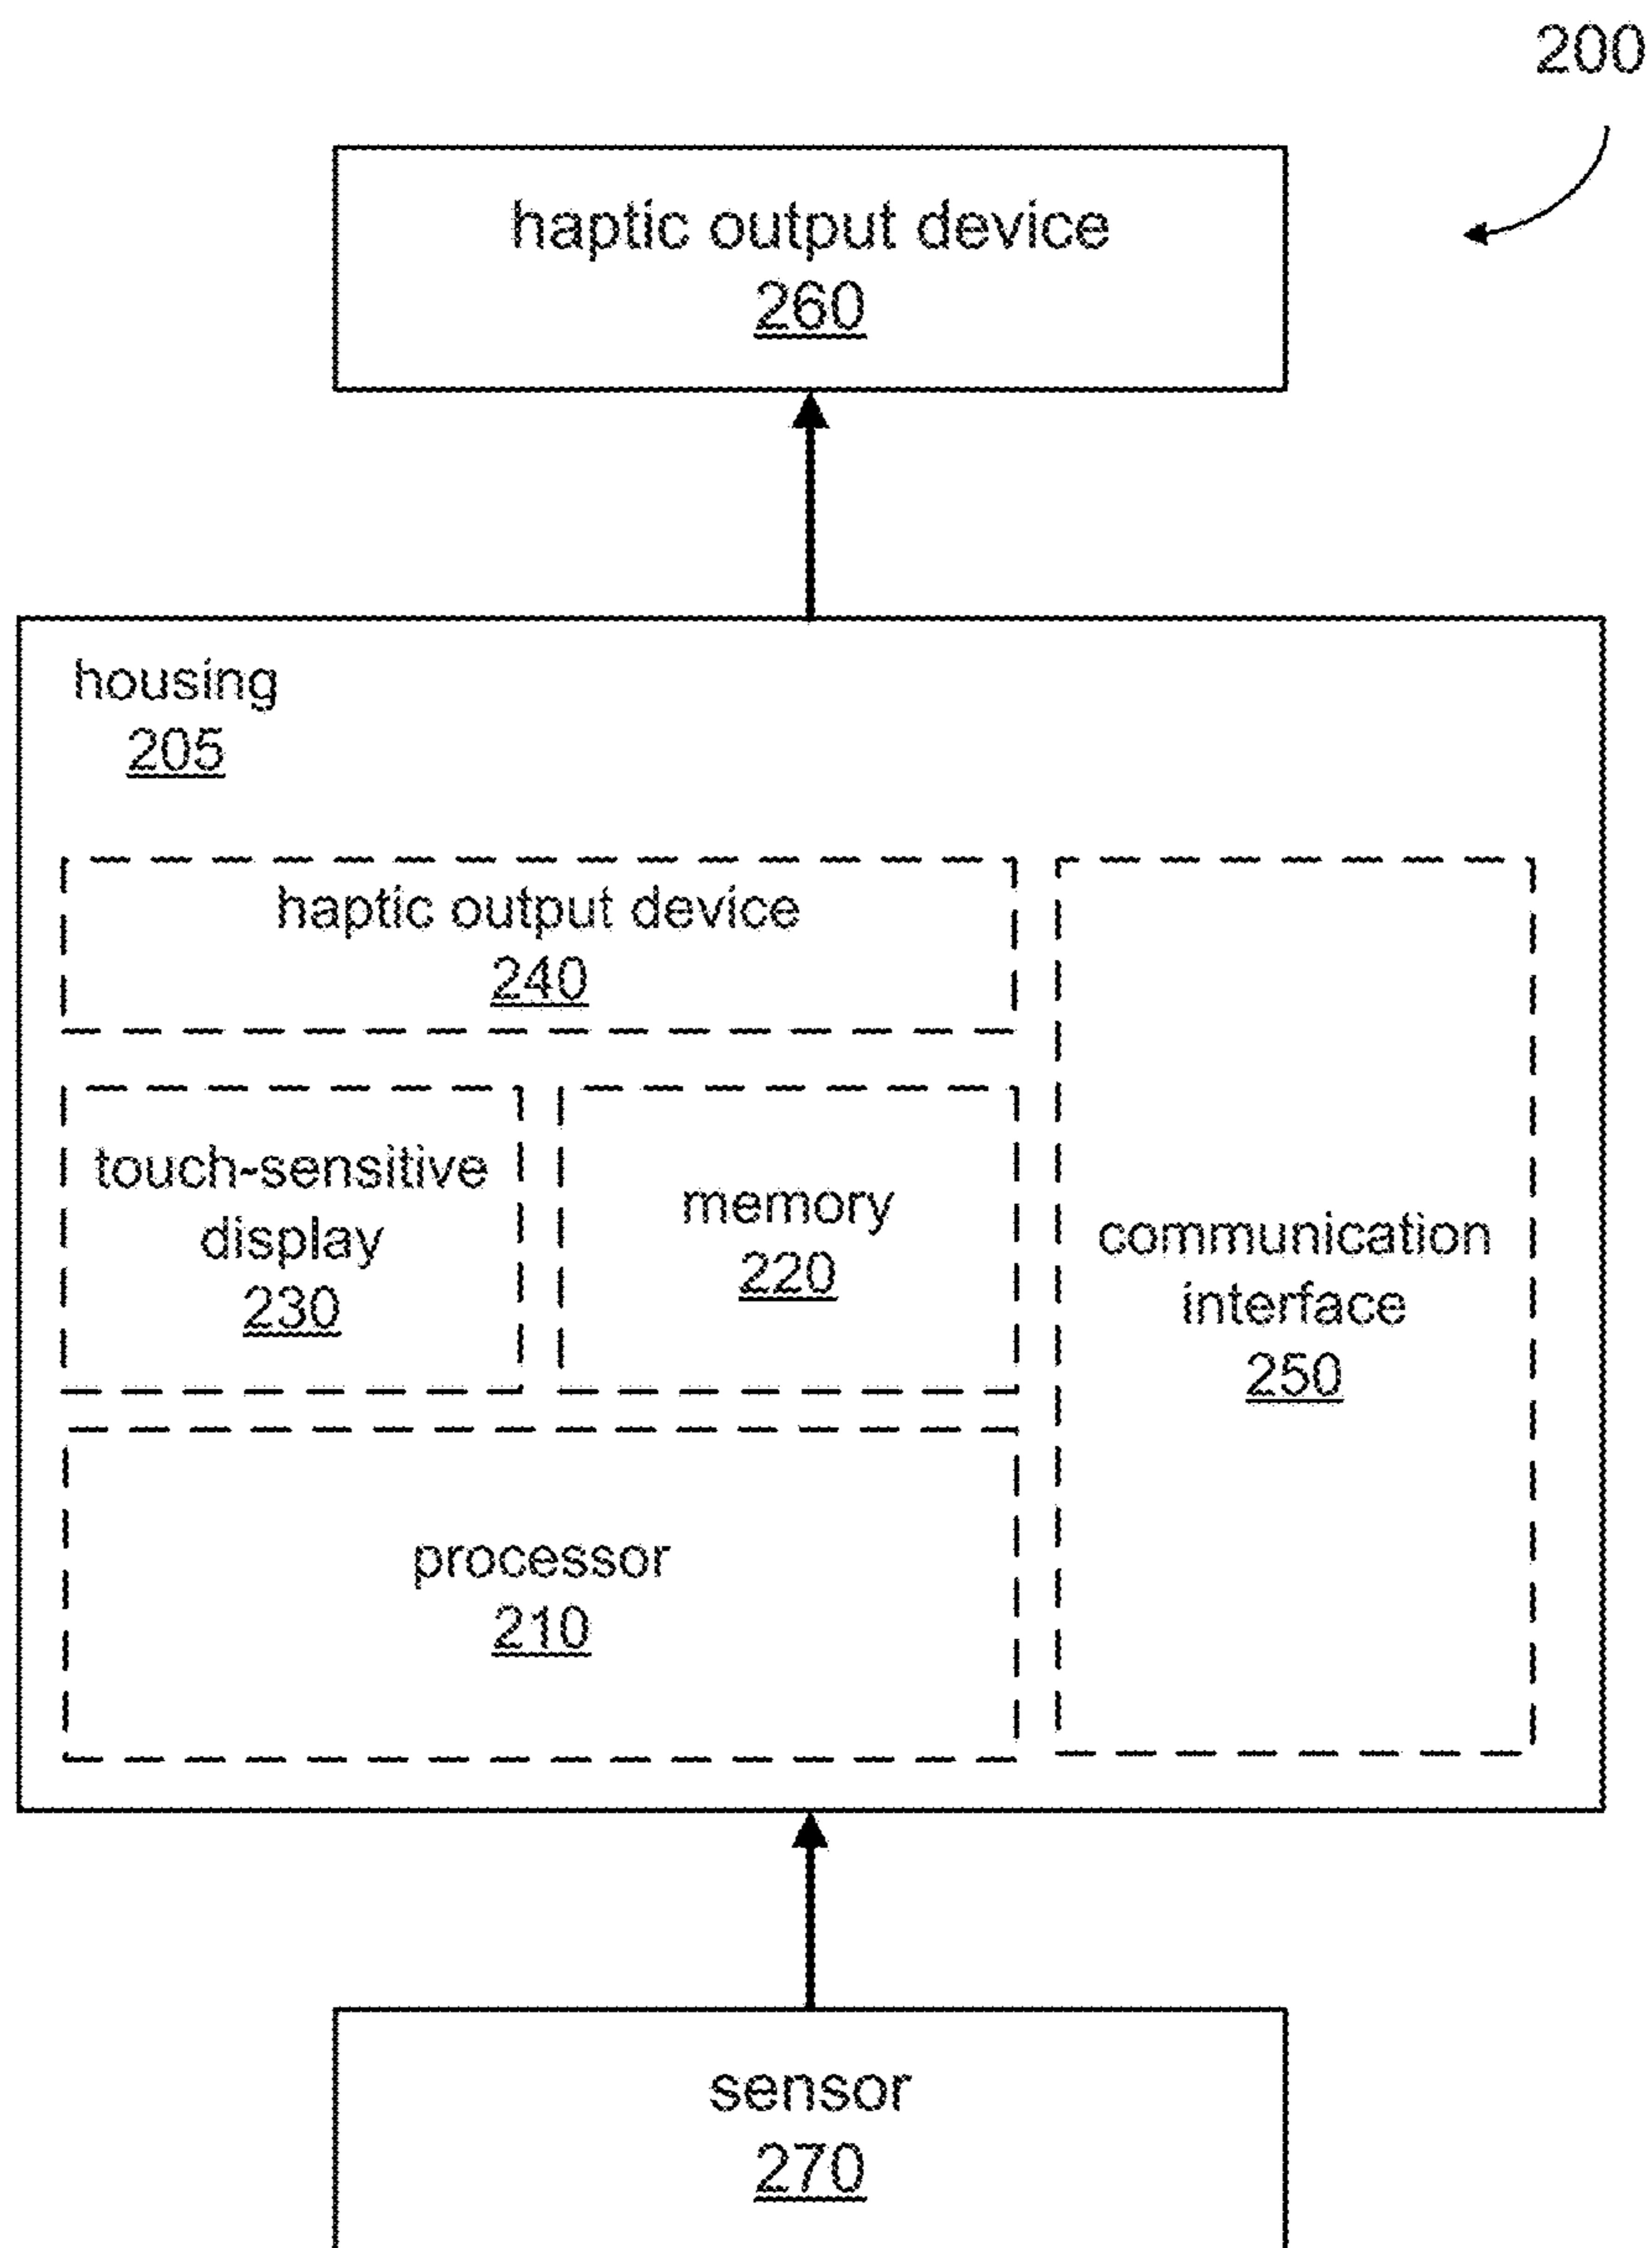 200
haptic output device
260
housing
205
haptic output device
240
touch-sensitive
display
230
memory
220
communication
interface
250
processor
210
sensor
270